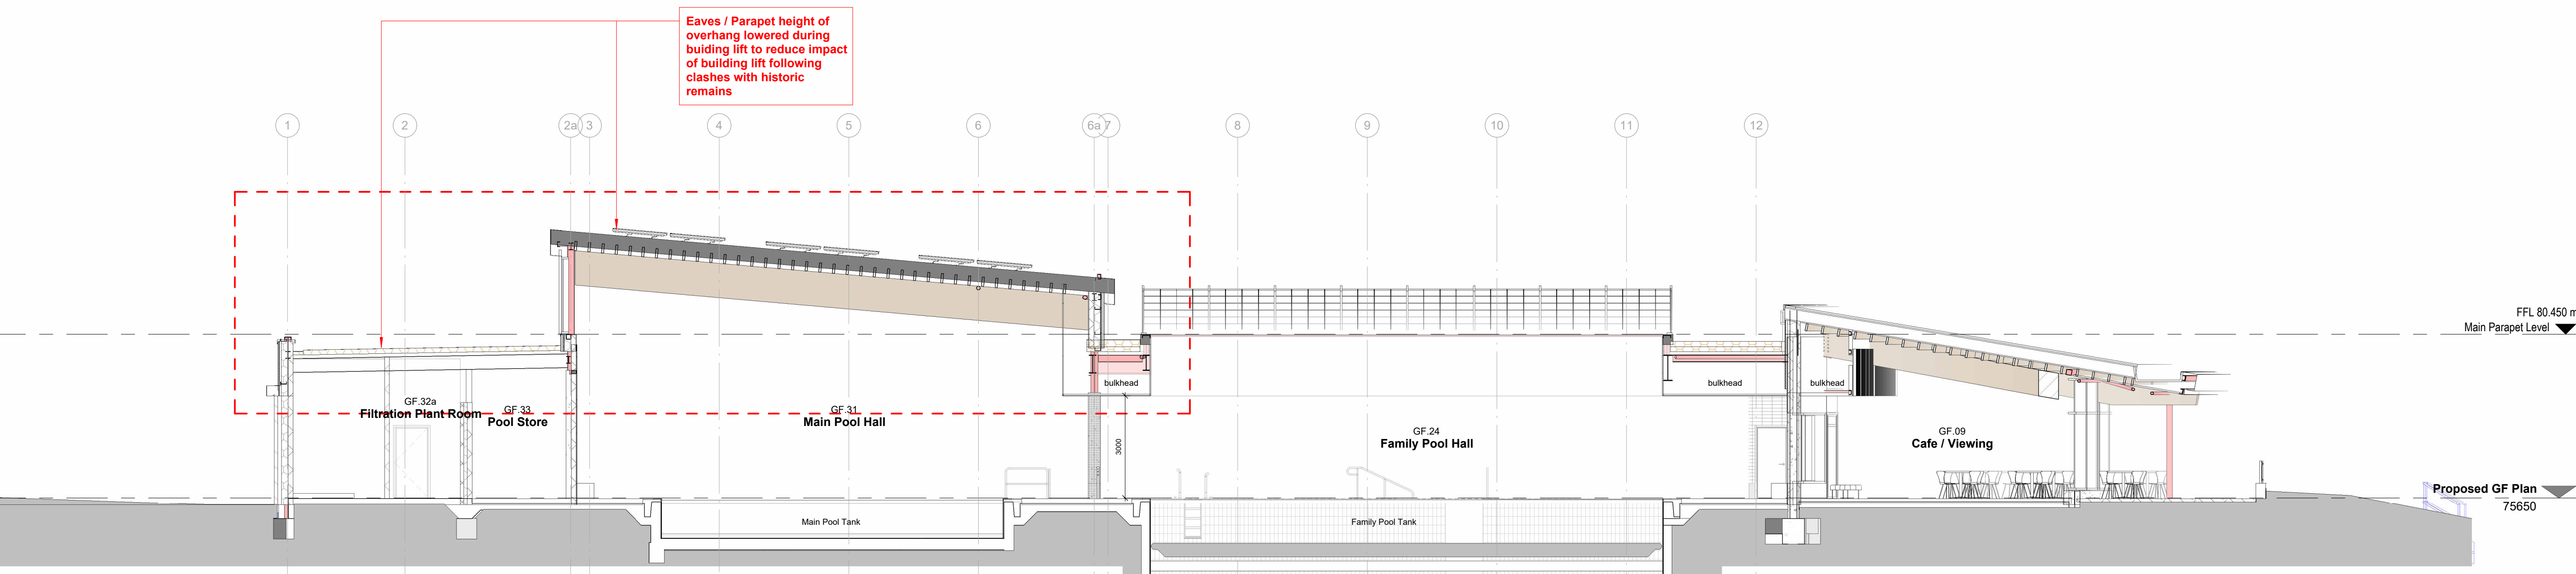 Eaves / Parapet height of
overhang lowered during
buiding lift to reduce impact
of building lift following
clashes with historic
remains
1
2
2a
3
4
5
6
6a
7
8
9
10
11
12
FFL 80.450 m
Main Parapet Level
bulkhead
bulkhead
bulkhead
GF.32a
Filtration Plant Room
GF.33
Pool Store
GF.31
Main Pool Hall
3000
GF.24
Family Pool Hall
GF.09
Cafe / Viewing
Proposed GF Plan
75650
Main Pool Tank
Family Pool Tank